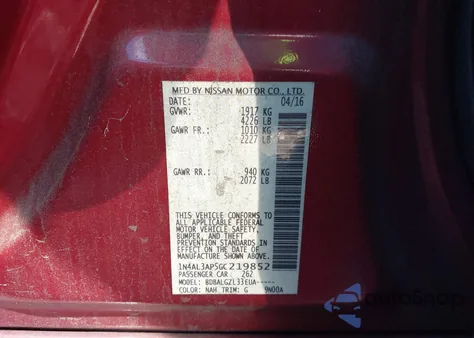 MFD BY NISSAN MOTOR CO., LTD.
DATE: 04/16
GVWR: 1917 KG
4226 LB
GAWR FR.: 1010 KG
2227 LB
GAWR RR.: 940 KG
2072 LB
THIS VEHICLE CONFORMS TO
ALL APPLICABLE FEDERAL
MOTOR VEHICLE SAFETY,
BUMPER, AND THEFT
PREVENTION STANDARDS
IN EFFECT ON THE DATE OF
MANUFACTURE SHOWN ABOVE.
1N4AL3AP5GC219852
PASSENGER CAR 262
MODEL: BDBALGZL33EUA-----
COLOR: NAH TRIM: G 9N00A
AutoSnap